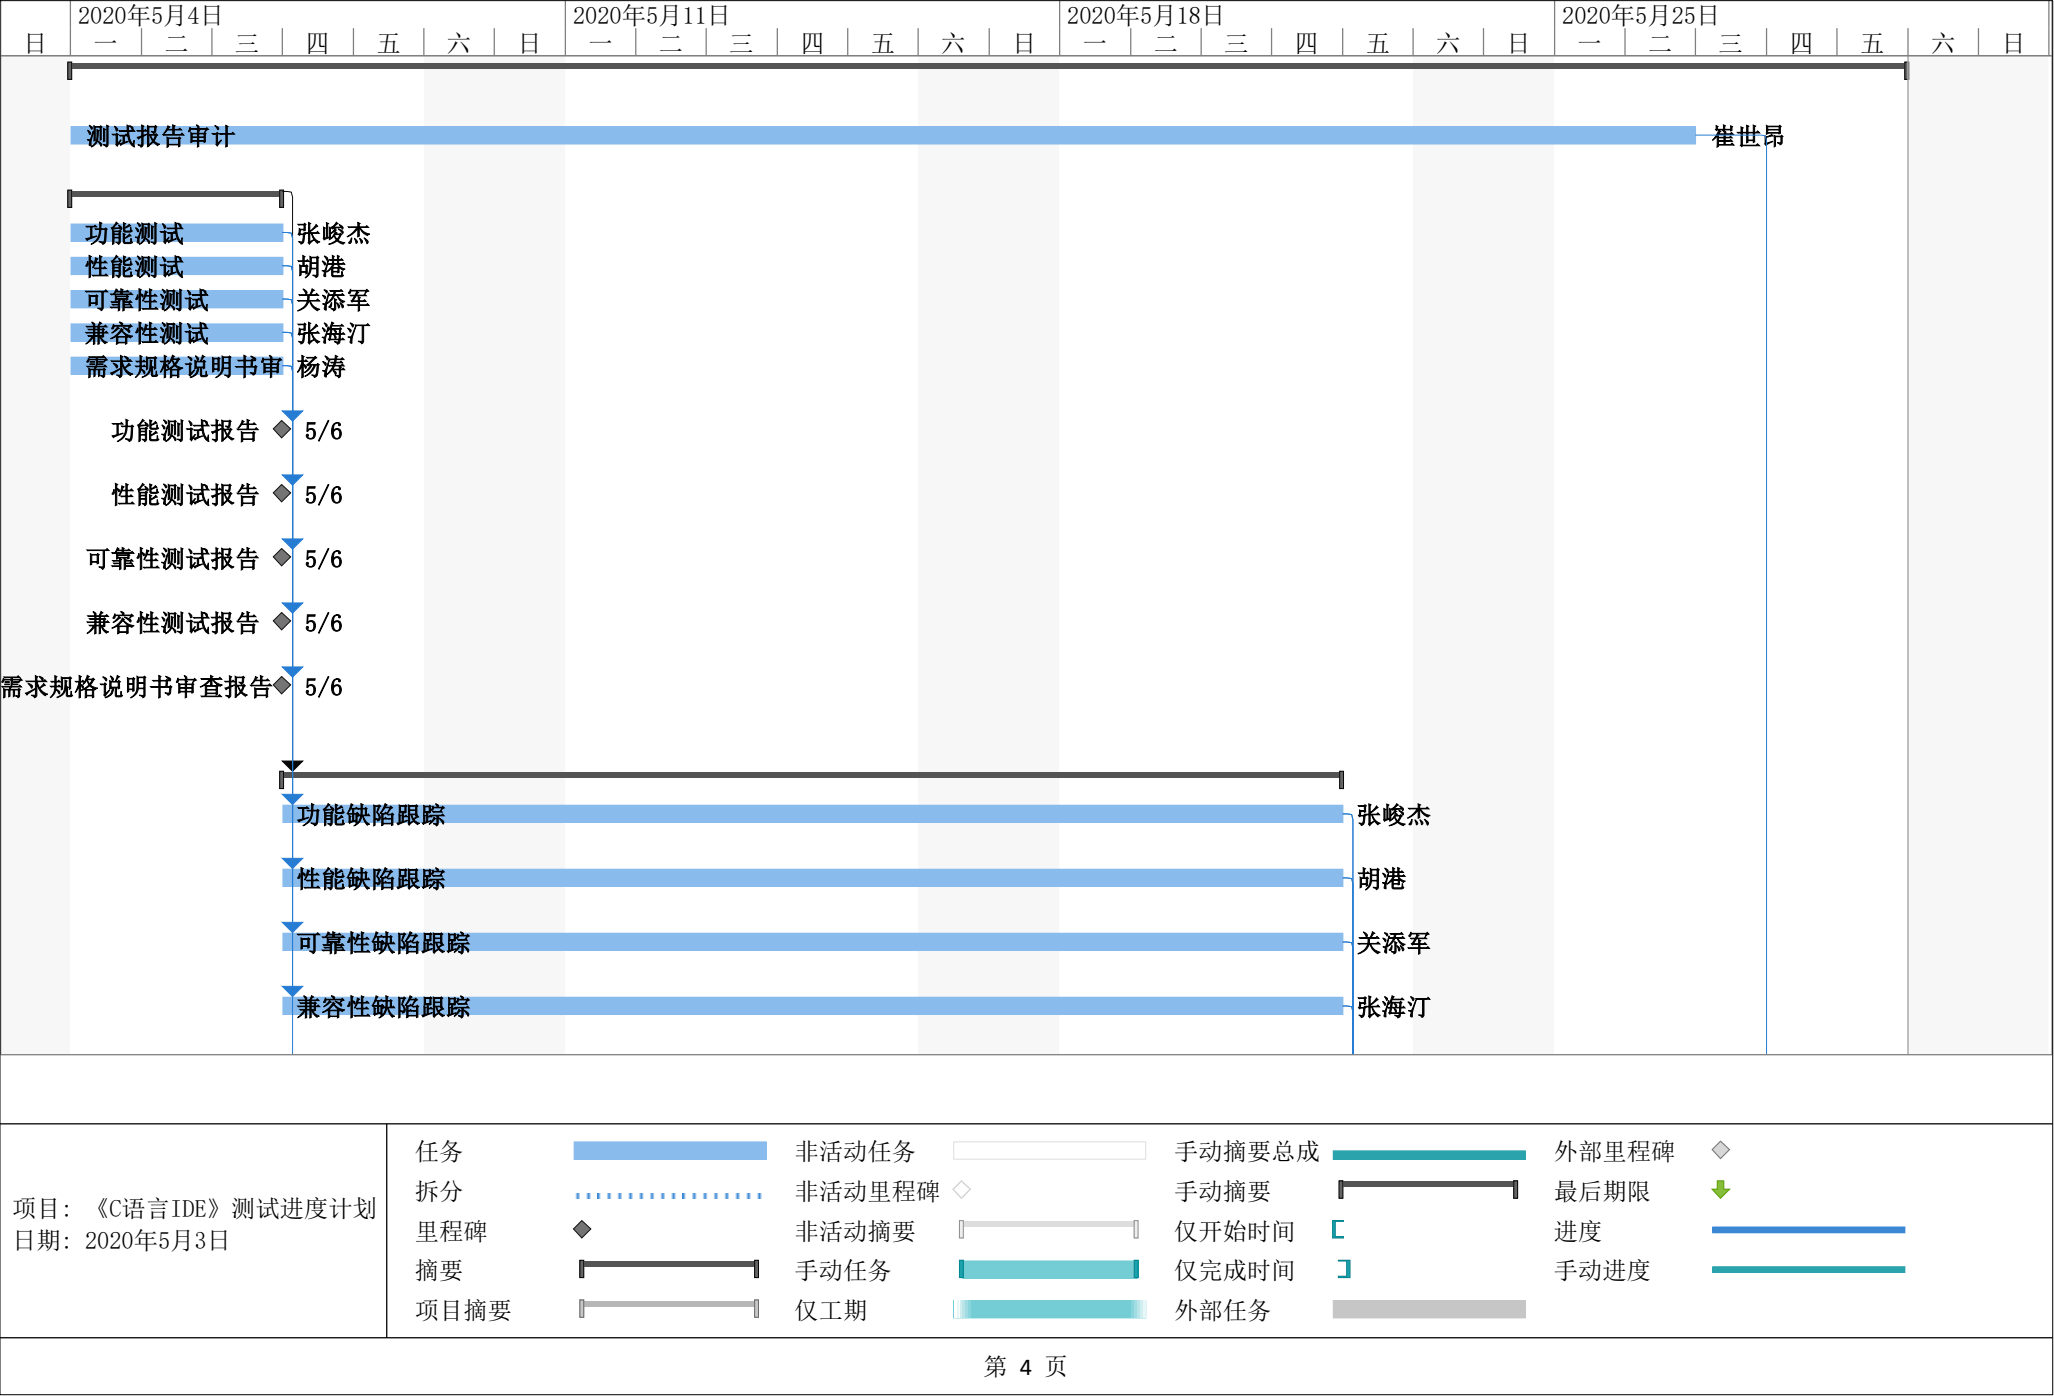 2020年5月4日 2020年5月11日 2020年5月18日 2020年5月25日
日 一 二 三 四 五 六 日 一 二 三 四 五 六 日 一 二 三 四 五 六 日 一 二 三 四 五 六 日
测试报告审计 崔世昂
功能测试 张峻杰
性能测试 胡港
可靠性测试 关添军
兼容性测试 张海汀
需求规格说明书审 杨涛
功能测试报告 5/6
性能测试报告 5/6
可靠性测试报告 5/6
兼容性测试报告 5/6
需求规格说明书审查报告 5/6
功能缺陷跟踪 张峻杰
性能缺陷跟踪 胡港
可靠性缺陷跟踪 关添军
兼容性缺陷跟踪 张海汀
项目: 《C语言IDE》测试进度计划
日期: 2020年5月3日
任务 非活动任务 手动摘要总成 外部里程碑
拆分 非活动里程碑 手动摘要 最后期限
里程碑 非活动摘要 仅开始时间 进度
摘要 手动任务 仅完成时间 手动进度
项目摘要 仅工期 外部任务
第 4 页